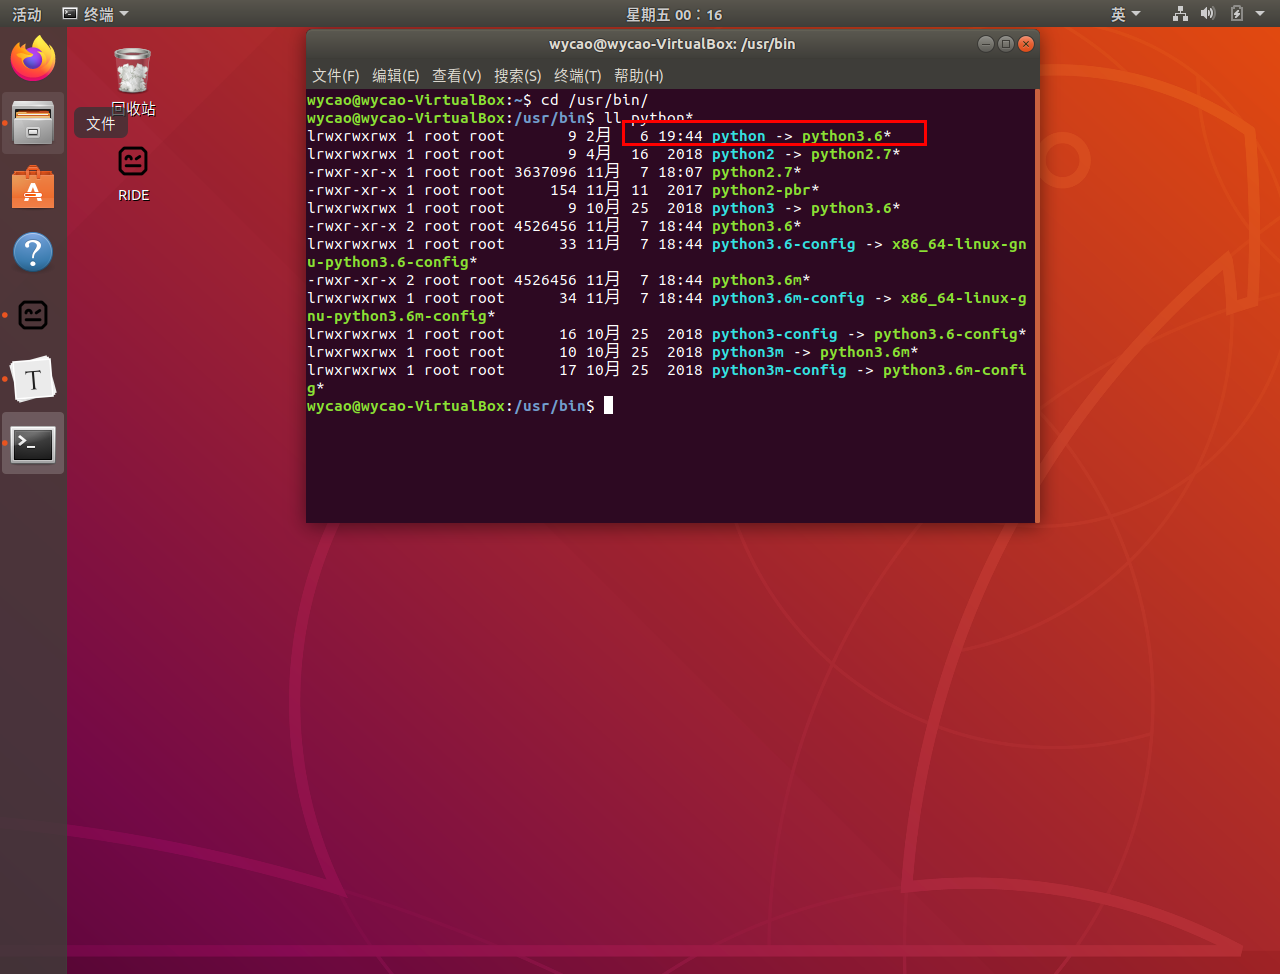 活动 终端 星期五 00：16 英
wycao@wycao-VirtualBox: /usr/bin
文件(F) 编辑(E) 查看(V) 搜索(S) 终端(T) 帮助(H)
回收站
文件
RIDE
wycao@wycao-VirtualBox:~$ cd /usr/bin/
wycao@wycao-VirtualBox:/usr/bin$ ll python*
lrwxrwxrwx 1 root root 9 2月 6 19:44 python -> python3.6*
lrwxrwxrwx 1 root root 9 4月 16 2018 python2 -> python2.7*
-rwxr-xr-x 1 root root 3637096 11月 7 18:07 python2.7*
-rwxr-xr-x 1 root root 154 11月 11 2017 python2-pbr*
lrwxrwxrwx 1 root root 9 10月 25 2018 python3 -> python3.6*
-rwxr-xr-x 2 root root 4526456 11月 7 18:44 python3.6*
lrwxrwxrwx 1 root root 33 11月 7 18:44 python3.6-config -> x86_64-linux-gn
u-python3.6-config*
-rwxr-xr-x 2 root root 4526456 11月 7 18:44 python3.6m*
lrwxrwxrwx 1 root root 34 11月 7 18:44 python3.6m-config -> x86_64-linux-g
nu-python3.6m-config*
lrwxrwxrwx 1 root root 16 10月 25 2018 python3-config -> python3.6-config*
lrwxrwxrwx 1 root root 10 10月 25 2018 python3m -> python3.6m*
lrwxrwxrwx 1 root root 17 10月 25 2018 python3m-config -> python3.6m-confi
g*
wycao@wycao-VirtualBox:/usr/bin$